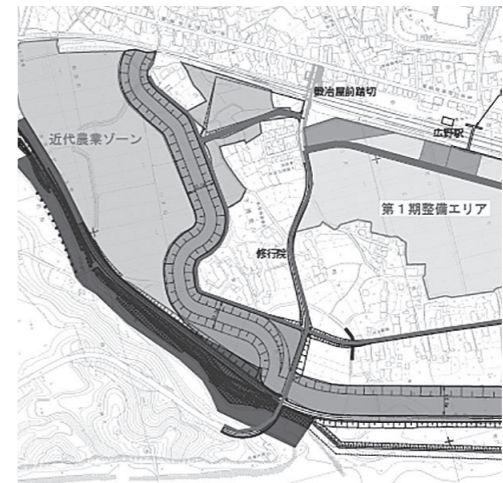 鍛冶屋前踏切
広野駅
近代農業ゾーン
第1期整備エリア
修行院